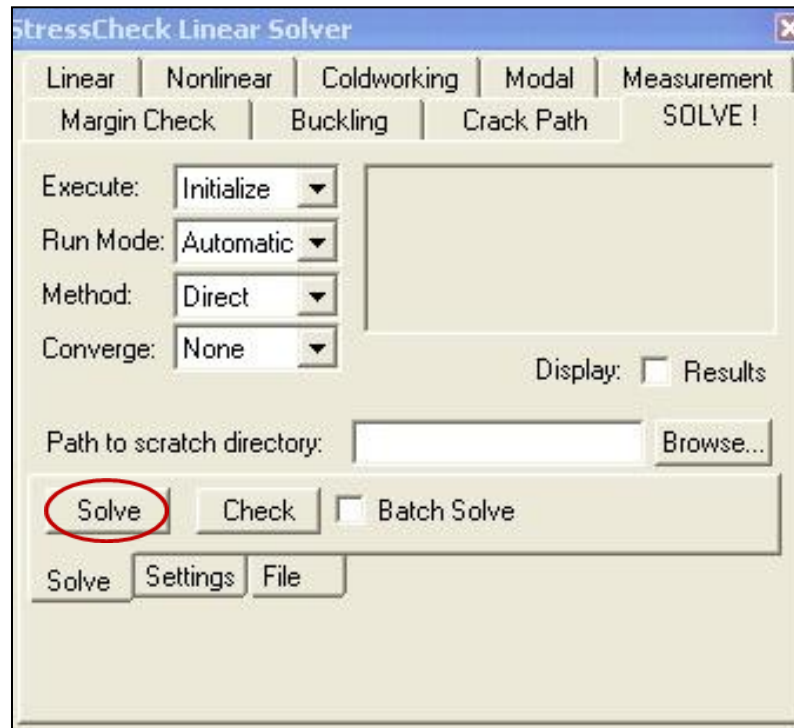 StressCheck Linear Solver
Linear Nonlinear Coldworking Modal Measurement
Margin Check Buckling Crack Path SOLVE !
Execute: Initialize
Run Mode: Automatic
Method: Direct
Converge: None
Display: Results
Path to scratch directory: Browse...
Solve Check Batch Solve
Solve Settings File